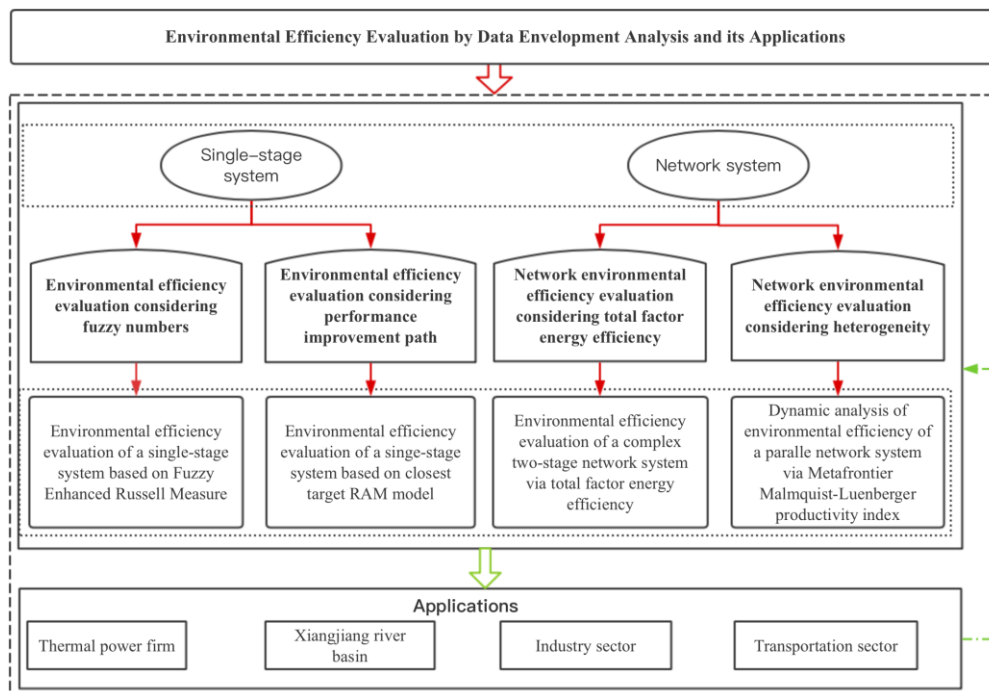 Environmental Efficiency Evaluation by Data Envelopment Analysis and its Applications
Single-stage
system
Network system
Environmental efficiency
evaluation considering
fuzzy numbers
Environmental efficiency
evaluation considering
performance
improvement path
Network environmental
efficiency evaluation
considering total factor
energy efficiency
Network environmental
efficiency evaluation
considering heterogeneity
Environmental efficiency
evaluation of a single-stage
system based on Fuzzy
Enhanced Russell Measure
Environmental efficiency
evaluation of a singe-stage
system based on closest
target RAM model
Environmental efficiency
evaluation of a complex
two-stage network system
via total factor energy
efficiency
Dynamic analysis of
environmental efficiency of
a paralle network system
via Metafrontier
Malmquist-Luenberger
productivity index
Applications
Thermal power firm
Xiangjiang river
basin
Industry sector
Transportation sector